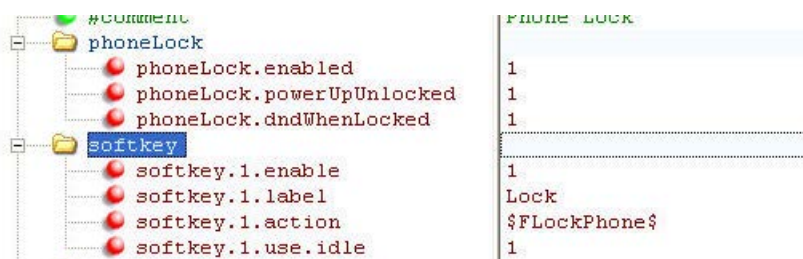 #comment Phone Lock
phoneLock
phoneLock.enabled 1
phoneLock.powerUpUnlocked 1
phoneLock.dndWhenLocked 1
softkey
softkey.1.enable 1
softkey.1.label Lock
softkey.1.action $FLockPhone$
softkey.1.use.idle 1